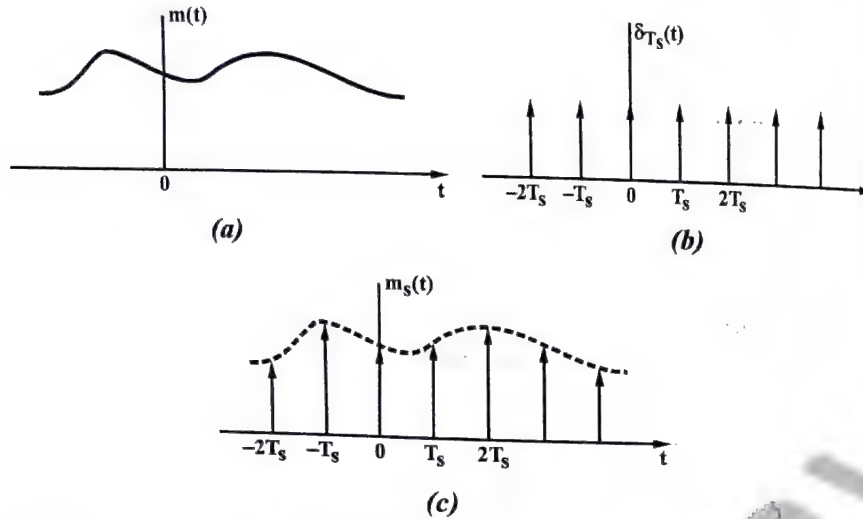 m(t)
0
t
(a)
δTs(t)
−2Ts −Ts 0 Ts 2Ts
(b)
ms(t)
−2Ts −Ts 0 Ts 2Ts t
(c)